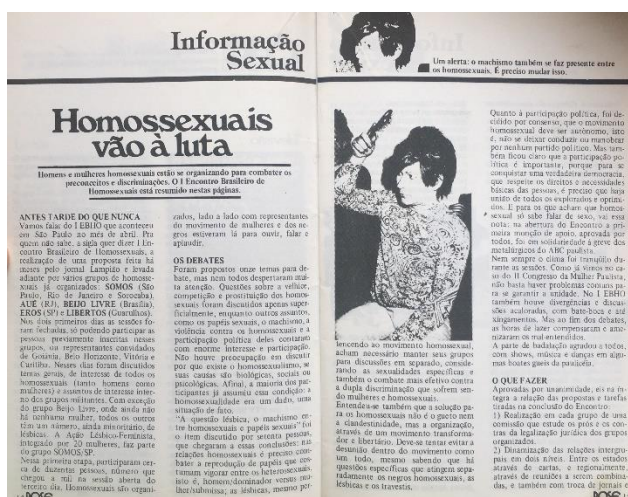 Informação
Sexual
Homossexuais
vão à luta
Homens e mulheres homossexuais estão se organizando para combater os
preconceitos e discriminações. O I Encontro Brasileiro de
Homossexuais está resumido nestas páginas.
ANTES TARDE DO QUE NUNCA
Vamos falar do I EBHO que aconteceu
em São Paulo no mês de abril. Pra
quem não sabe, a sigla quer dizer I En-
contro Brasileiro de Homossexuais, a
realização de uma proposta feita há
meses pelo jornal Lampião e levada
adiante por vários grupos de homosse-
xuais já organizados: SOMOS (São
Paulo, Rio de Janeiro e Sorocaba),
AUÊ (RJ), BEIJO LIVRE (Brasília),
EROS (SP) e LIBERTOS (Guarulhos).
Nos dois primeiros dias as sessões fo-
ram fechadas, só podendo participar as
pessoas previamente inscritas nesses
grupos, ou representantes convidados
de Goiânia, Belo Horizonte, Vitória e
Curitiba. Nesses dias foram discutidos
temas gerais, de interesse de todos os
homossexuais (tanto homens como
mulheres) e assuntos de interesse inter-
no dos grupos militantes. Com exceção
do grupo Beijo Livre, onde ainda não
há nenhuma mulher, todos os outros
têm um número, ainda minoritário, de
lésbicas. A Ação Lésbico-Feminista,
integrada por 20 mulheres, faz parte
do grupo SOMOS/SP.
Nessa primeira etapa, participaram cer-
ca de duzentas pessoas, número que
chegou a mil na sessão aberta do
terceiro dia. Homossexuais são organi-
zados, lado a lado com representantes
do movimento de mulheres e dos ne-
gros estiveram lá para ouvir, falar e
aplaudir.
OS DEBATES
Foram propostos onze temas para de-
bate, mas nem todos despertaram mui-
ta atenção. Questões sobre a velhice,
competição e prostituição dos homos-
sexuais foram discutidos apenas super-
ficialmente, enquanto outros assuntos,
como os papéis sexuais, o machismo, a
violência contra os homossexuais e a
participação política deles contaram
com enorme interesse e participação.
Não houve preocupação em discutir
por que existe o homossexualismo, se
suas causas são biológicas, sociais ou
psicológicas. Afinal, a maioria dos par-
ticipantes já assumiu sua condição: a
homossexualidade era um dado, uma
situação de fato.
"A questão lésbica, o machismo en-
tre homossexuais e papéis sexuais" foi
o item discutido por setenta pessoas,
que chegaram a essas conclusões: nas
relações homossexuais é preciso com-
bater a reprodução de papéis que cos-
tumam vigorar entre os heterossexuais,
isto é, homem/dominador versus mu-
lher/submissa; as lésbicas, mesmo per-
ROSE
Um alerta: o machismo também se faz presente entre
os homossexuais. É preciso mudar isso.
tencendo ao movimento homossexual,
acham necessário manter seus grupos
para discussões em separado, conside-
rando as sexualidades específicas e
também o combate mais efetivo contra
a dupla discriminação que sofrem sen-
do mulheres e homossexuais.
Entendeu-se também que a solução pa-
ra os homossexuais não é o gueto nem
a clandestinidade, mas a organização,
através de um movimento transforma-
dor e libertário. Deve-se tentar evitar a
desunião dentro do movimento como
um todo, mesmo sabendo que há
questões específicas que atingem sepa-
radamente os negros homossexuais, as
lésbicas e os travestis.
Quanto à participação política, foi de-
cidido por consenso, que o movimento
homossexual deve ser autônomo, isto
é, não se deixar conduzir ou manobrar
por nenhum partido político. Mas tam-
bém ficou claro que a participação po-
lítica é importante, porque para se
conquistar uma verdadeira democracia,
que respeite os direitos e necessidades
básicas das pessoas, é preciso que haja
união de todos os explorados e oprimi-
dos. E para os que acham que homos-
sexual só sabe falar de sexo, vai essa
nota: na abertura do Encontro a pri-
meira moção de apoio, aprovada por
todos, foi em solidariedade à greve dos
metalúrgicos do ABC paulista.
Nem sempre o clima foi tranqüilo du-
rante as sessões. Como já vimos no ca-
so do II Congresso da Mulher Paulista,
não basta haver problemas comuns pa-
ra se garantir a unidade. No I EBHO
também houve divergências e discus-
sões acaloradas, com bate-boca e até
xingamentos. Mas ao fim dos debates,
as horas de lazer compensaram e ame-
nizaram os mal-entendidos.
A parte de badalação agradou a todos,
com shows, música e danças em algu-
mas boates gueis da paulicéia.
O QUE FAZER
Aprovadas por unanimidade, eis na ín-
tegra a relação das propostas e tarefas
tiradas na conclusão do Encontro:
1) Realização em cada grupo de uma
comissão que estude os prós e os con-
tras da legalização jurídica dos grupos
organizados.
2) Dinamização das relações intergru-
pais em dois níveis. Entre os estados
através de cartas, e regionalmente,
através de reuniões a serem combina-
das, e também com troca de jornais e
ROSE